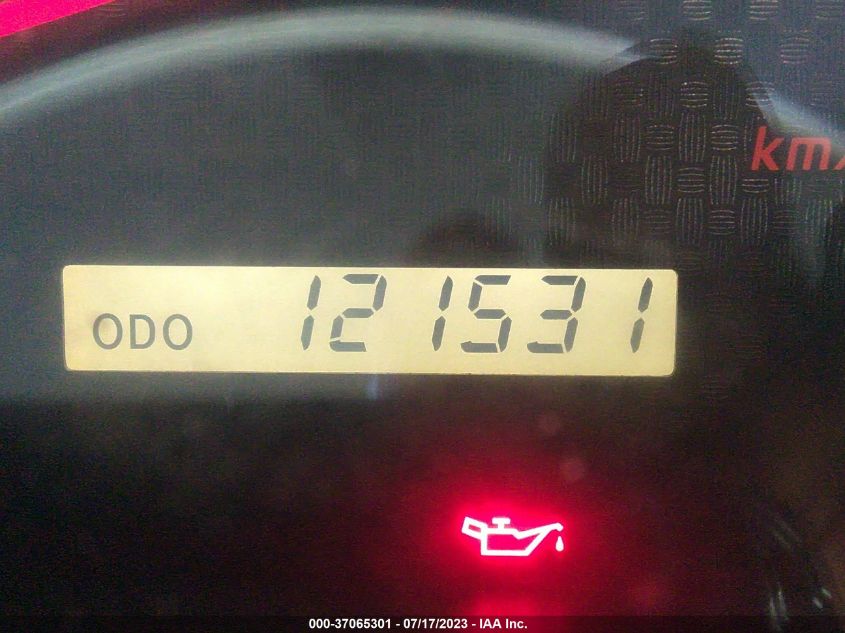 km/
ODO 121531
000-37065301 - 07/17/2023 - IAA Inc.